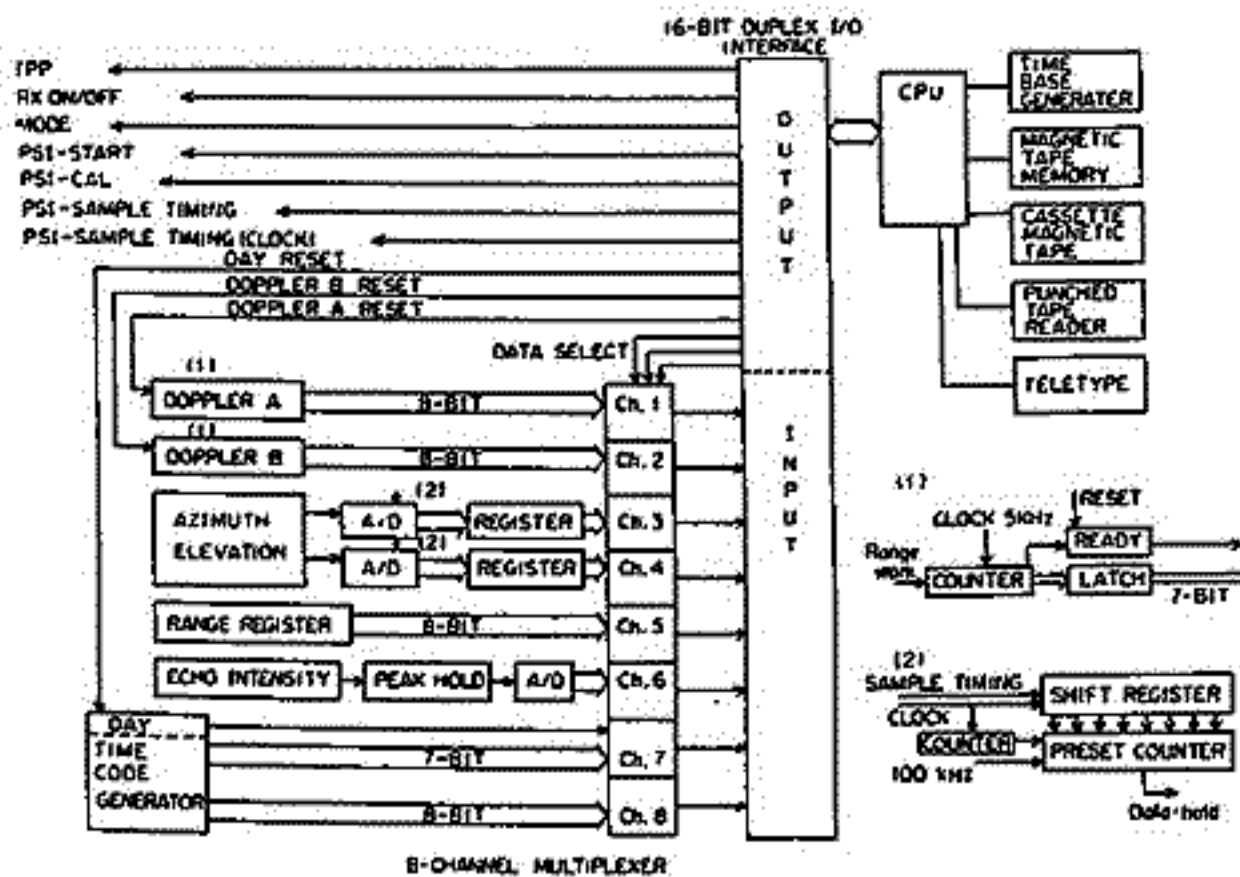 16-BIT DUPLEX I/O
INTERFACE
RX ON/OFF
MODE
PSI-START
PSI-CAL
PSI-SAMPLE TIMING
PSI-SAMPLE TIMING (CLOCK)
DAY RESET
DOPPLER B RESET
DOPPLER A RESET
DATA SELECT
OUTPUT
INPUT
CPU
TIME
BASE
GENERATER
MAGNETIC
TAPE
MEMORY
CASSETTE
MAGNETIC
TAPE
PUNCHED
TAPE
READER
TELETYPE
(1)
DOPPLER A
8-BIT
Ch. 1
(1)
DOPPLER B
8-BIT
Ch. 2
AZIMUTH
ELEVATION
(2)
A/D
REGISTER
Ch. 3
(2)
A/D
REGISTER
Ch. 4
RANGE REGISTER
8-BIT
Ch. 5
ECHO INTENSITY
PEAK HOLD
A/D
Ch. 6
DAY
TIME
CODE
GENERATOR
7-BIT
Ch. 7
8-BIT
Ch. 8
8-CHANNEL MULTIPLEXER
(1)
RESET
CLOCK 5kHz
READY
Range
COUNTER
LATCH
7-BIT
(2)
SAMPLE TIMING
SHIFT REGISTER
CLOCK
COUNTER
PRESET COUNTER
100 kHz
Data-hold